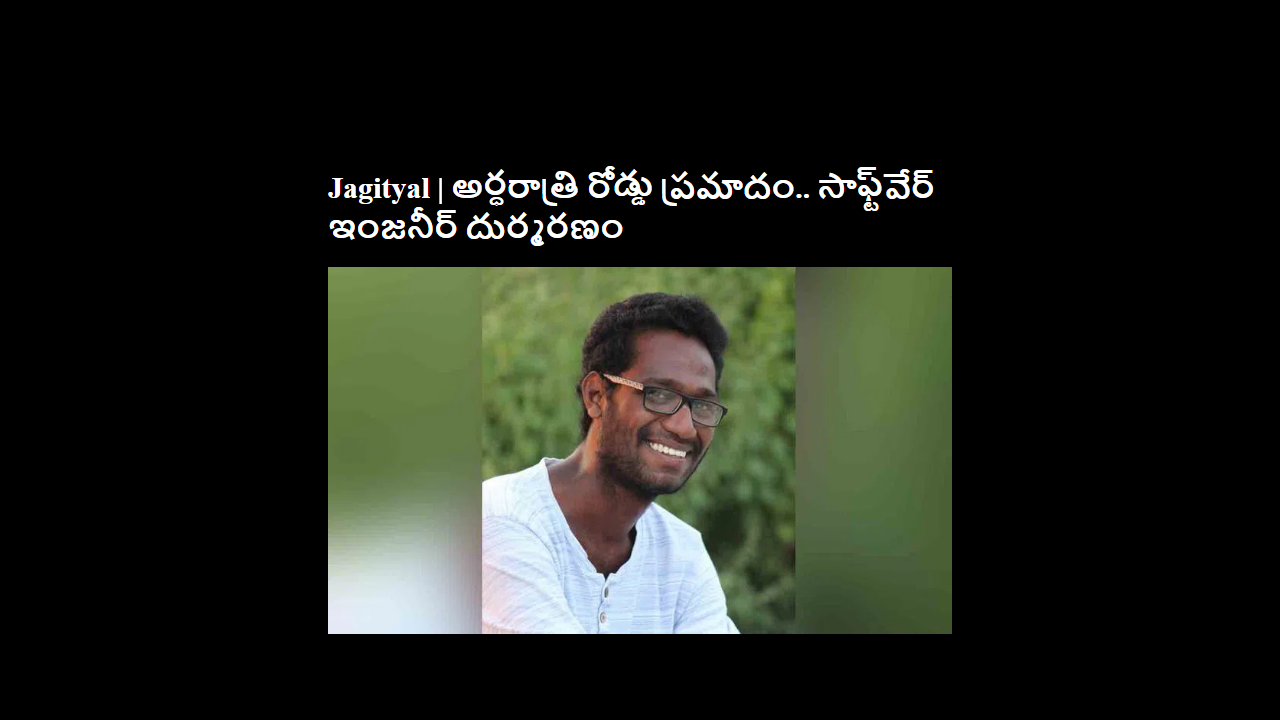 Jagityal | అర్ధరాత్రి రోడ్డు ప్రమాదం.. సాఫ్ట్‌వేర్
ఇంజనీర్ దుర్మరణం